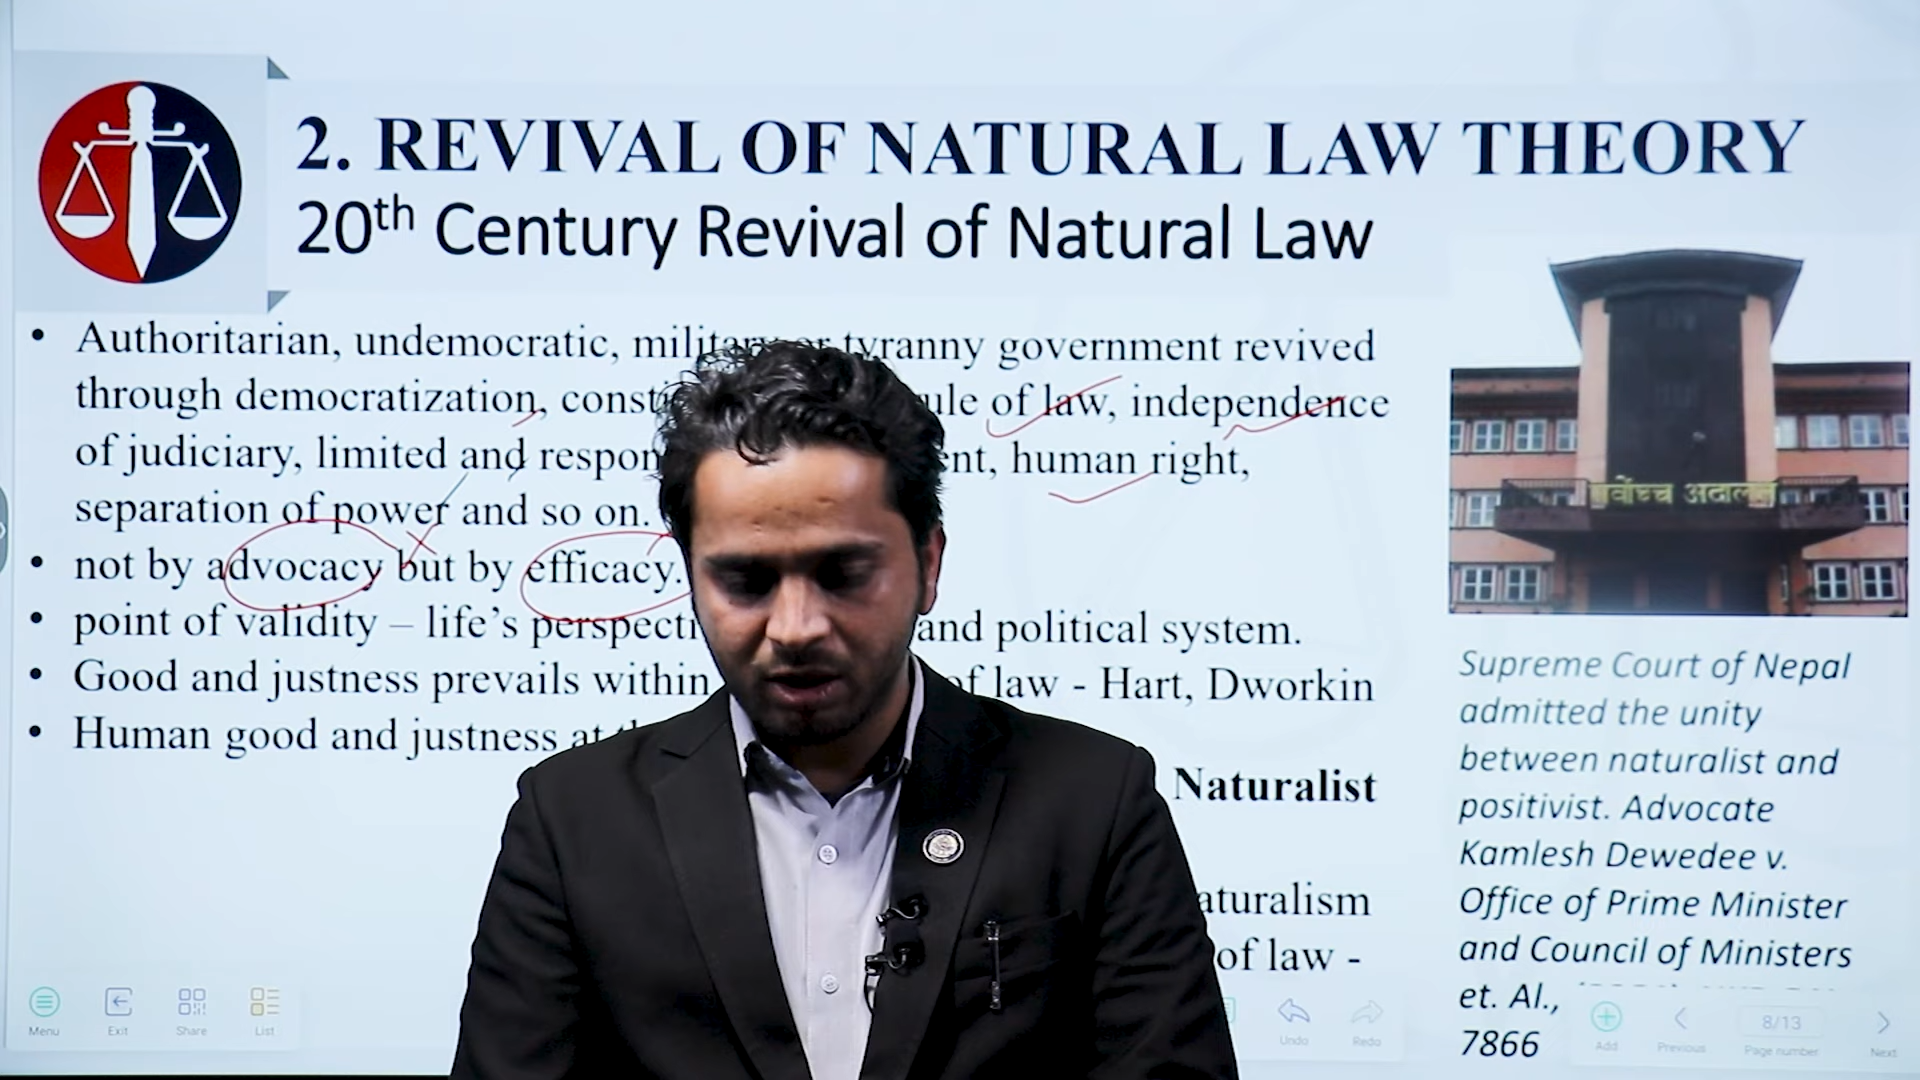 2. REVIVAL OF NATURAL LAW THEORY
20th Century Revival of Natural Law
• Authoritarian, undemocratic, military or tyranny government revived
through democratization, rule of law, independence
of judiciary, limited and human right,
separation of power and so on.
• not by advocacy but by efficacy.
• point of validity – life's and political system.
• Good and justness prevails within of law - Hart, Dworkin
• Human good and justness at
Naturalist
of law -
सर्वोच्च अदालत
Supreme Court of Nepal
admitted the unity
between naturalist and
positivist. Advocate
Kamlesh Dewedee v.
Office of Prime Minister
and Council of Ministers
et. Al.,
7866
Menu
Exit
Share
List
Undo
Redo
Add
Previous
8/13
Page number
Next